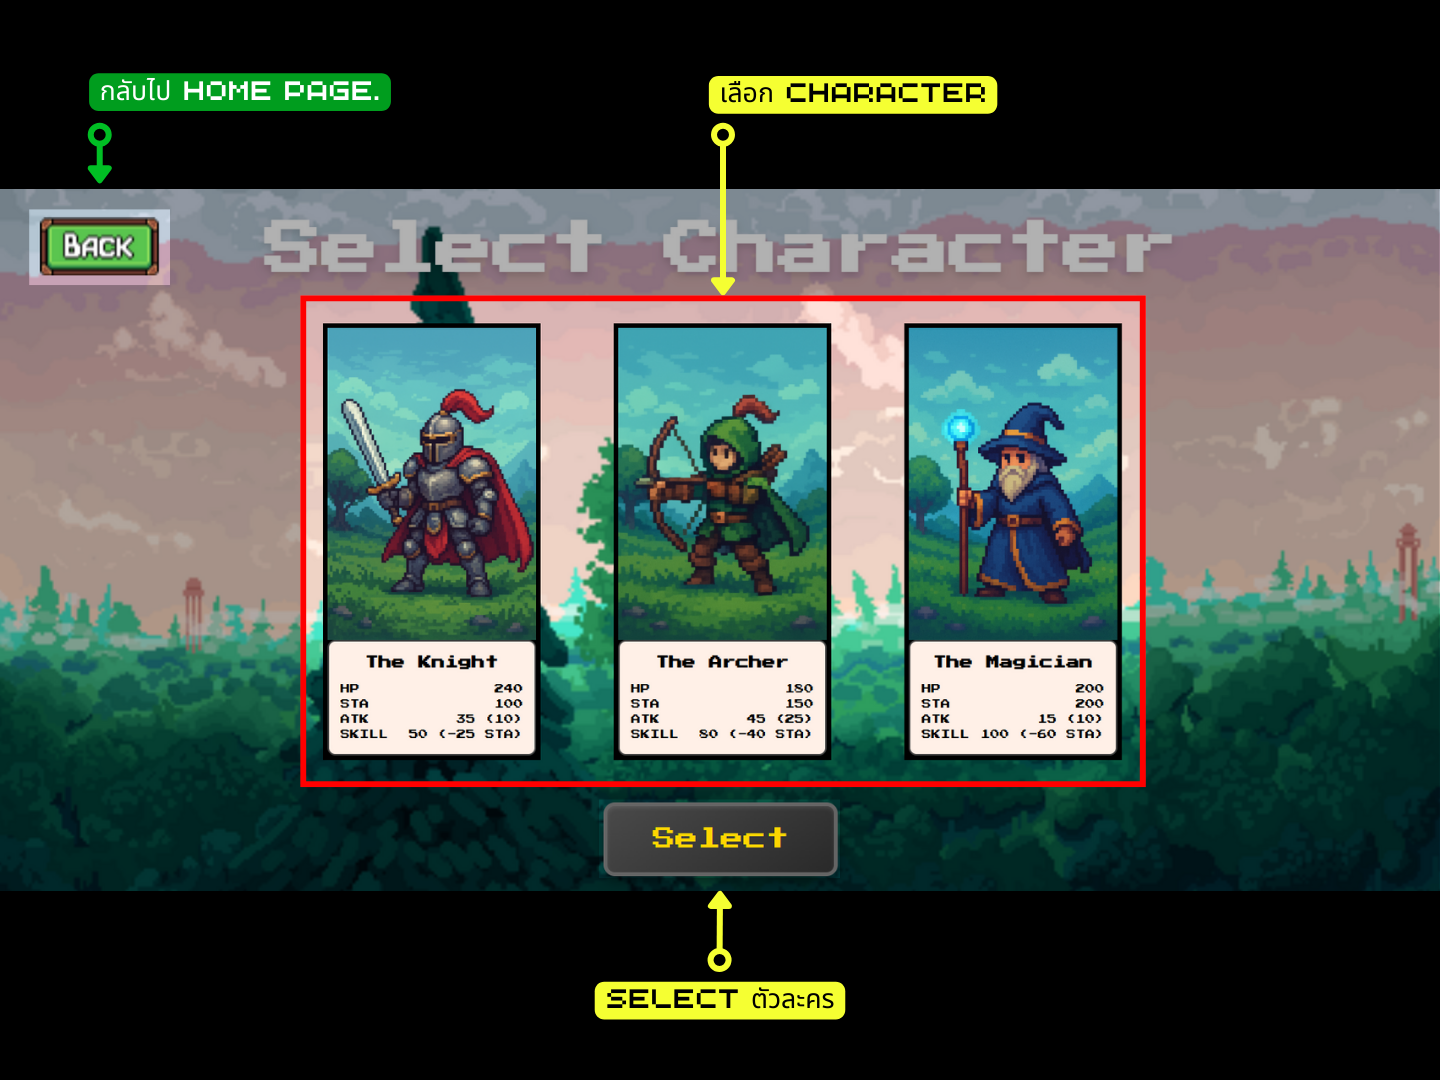 กลับไป HOME PAGE.
เลือก CHARACTER
BACK
Select Character
The Knight
HP 240
STA 100
ATK 35 (10)
SKILL 50 (-25 STA)
The Archer
HP 180
STA 150
ATK 45 (25)
SKILL 80 (-40 STA)
The Magician
HP 200
STA 200
ATK 15 (10)
SKILL 100 (-60 STA)
Select
SELECT ตัวละคร